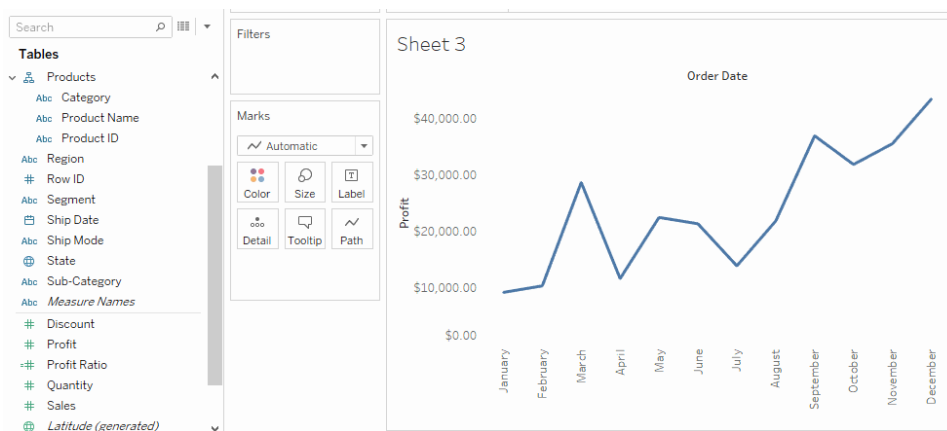 Search
Tables
Products
Abc Category
Abc Product Name
Abc Product ID
Abc Region
# Row ID
Abc Segment
Ship Date
Abc Ship Mode
State
Abc Sub-Category
Abc Measure Names
# Discount
# Profit
=# Profit Ratio
# Quantity
# Sales
Latitude (generated)
Filters
Marks
Automatic
Color Size T Label
Detail Tooltip Path
Sheet 3
Order Date
Profit
$40,000.00
$30,000.00
$20,000.00
$10,000.00
$0.00
January
February
March
April
May
June
July
August
September
October
November
December